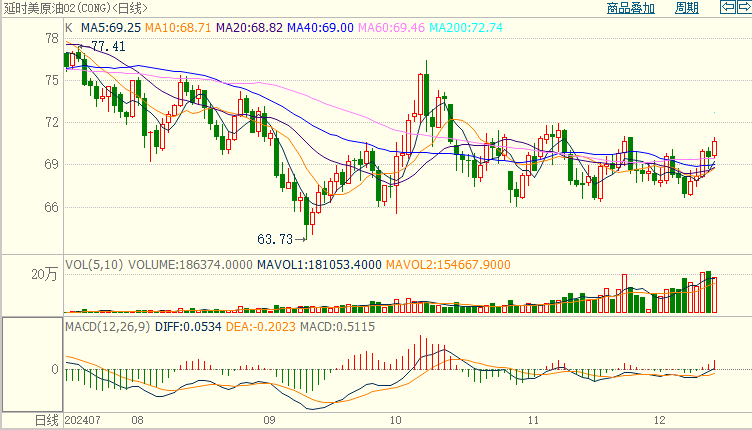 延时美原油02(CONG)<日线> 商品叠加 周期
K MA5:69.25 MA10:68.71 MA20:68.82 MA40:69.00 MA60:69.46 MA200:72.74
78
77.41
75
72
69
66
63.73
VOL(5,10) VOLUME:186374.0000 MAVOL1:181053.4000 MAVOL2:154667.9000
20万
MACD(12,26,9) DIFF:0.0534 DEA:-0.2023 MACD:0.5115
0
日线 202407 08 09 10 11 12